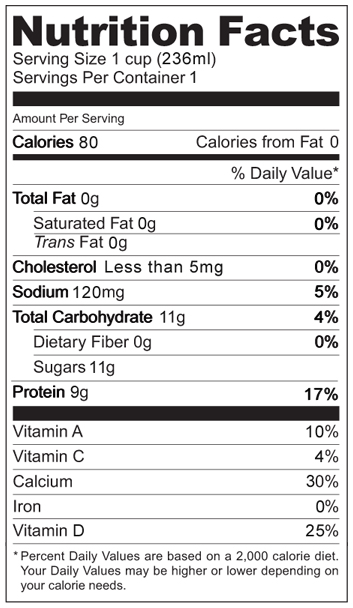 Nutrition Facts
Serving Size 1 cup (236ml)
Servings Per Container 1
Amount Per Serving
Calories 80 Calories from Fat 0
% Daily Value*
Total Fat 0g 0%
Saturated Fat 0g 0%
Trans Fat 0g
Cholesterol Less than 5mg 0%
Sodium 120mg 5%
Total Carbohydrate 11g 4%
Dietary Fiber 0g 0%
Sugars 11g
Protein 9g 17%
Vitamin A 10%
Vitamin C 4%
Calcium 30%
Iron 0%
Vitamin D 25%
* Percent Daily Values are based on a 2,000 calorie diet.
Your Daily Values may be higher or lower depending on
your calorie needs.